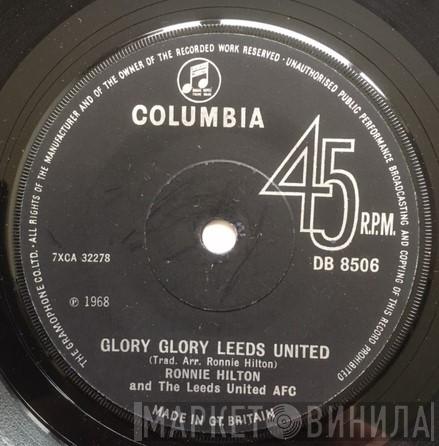 THE GRAMOPHONE CO. LTD. · ALL RIGHTS OF THE MANUFACTURER AND OF THE OWNER OF THE RECORDED WORK RESERVED · UNAUTHORISED PUBLIC PERFORMANCE BROADCASTING AND COPYING OF THIS RECORD PROHIBITED
COLUMBIA
45 R.P.M.
7XCA 32278
DB 8506
℗ 1968
GLORY GLORY LEEDS UNITED
(Trad. Arr. Ronnie Hilton)
RONNIE HILTON
and The Leeds United AFC
MADE IN GT. BRITAIN
МАРКЕТ ВИНИЛА!